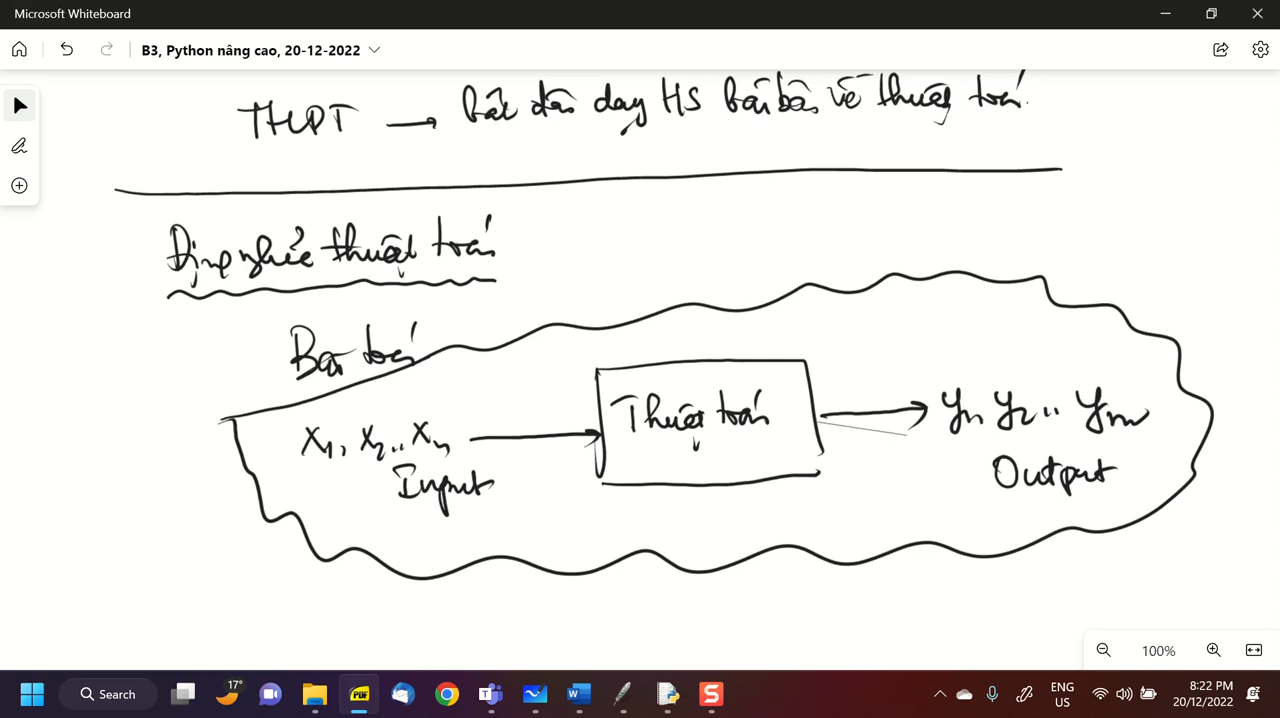 Microsoft Whiteboard
B3, Python nâng cao, 20-12-2022
THPT → bắt đầu dạy HS bài bản về thuật toán.
Định nghĩa thuật toán
Bài toán
X1, X2.. Xn
Input
Thuật toán
y1 y2.. ym
Output
100%
17°
Search
ENG
US
8:22 PM
20/12/2022